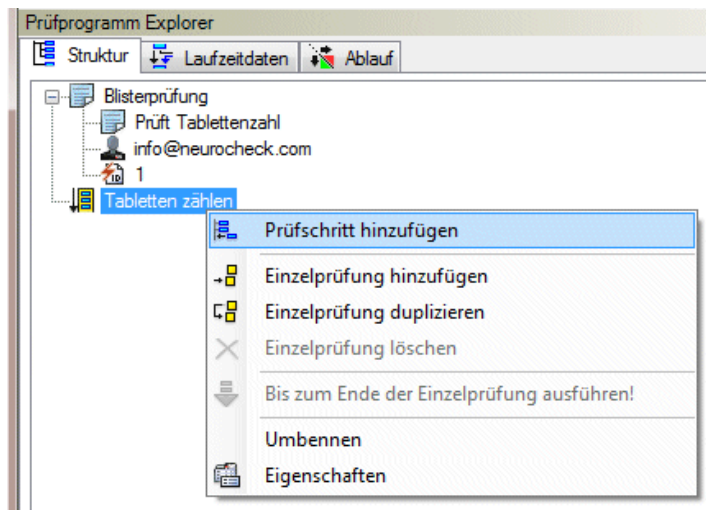 Prüfprogramm Explorer
Struktur Laufzeitdaten Ablauf
Blisterprüfung
Prüft Tablettenzahl
info@neurocheck.com
ID 1
Tabletten zählen
Prüfschritt hinzufügen
Einzelprüfung hinzufügen
Einzelprüfung duplizieren
Einzelprüfung löschen
Bis zum Ende der Einzelprüfung ausführen!
Umbennen
Eigenschaften